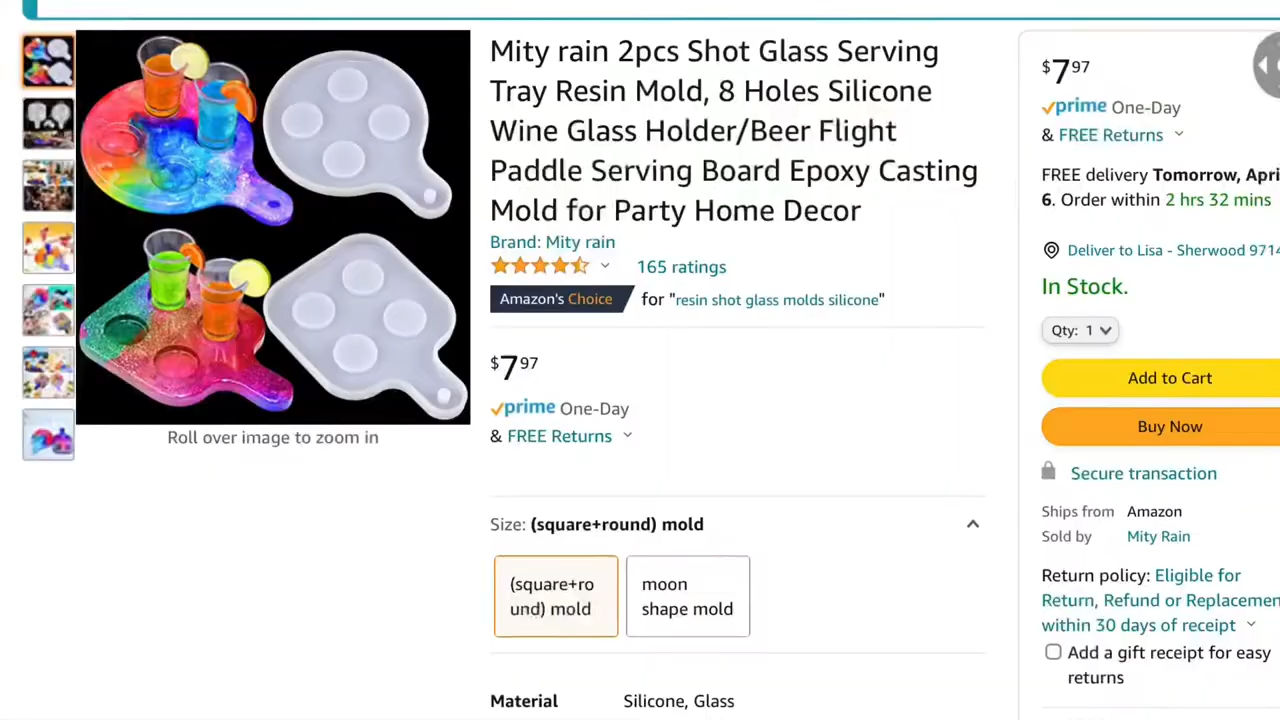 Mity rain 2pcs Shot Glass Serving
Tray Resin Mold, 8 Holes Silicone
Wine Glass Holder/Beer Flight
Paddle Serving Board Epoxy Casting
Mold for Party Home Decor
Brand: Mity rain
165 ratings
Amazon's Choice for "resin shot glass molds silicone"
$7 97
prime One-Day
& FREE Returns
Size: (square+round) mold
(square+ro
und) mold
moon
shape mold
Material Silicone, Glass
Roll over image to zoom in
$7 97
prime One-Day
& FREE Returns
FREE delivery Tomorrow, Apri
6. Order within 2 hrs 32 mins
Deliver to Lisa - Sherwood 9714
In Stock.
Qty: 1
Add to Cart
Buy Now
Secure transaction
Ships from Amazon
Sold by Mity Rain
Return policy: Eligible for
Return, Refund or Replacemen
within 30 days of receipt
Add a gift receipt for easy
returns